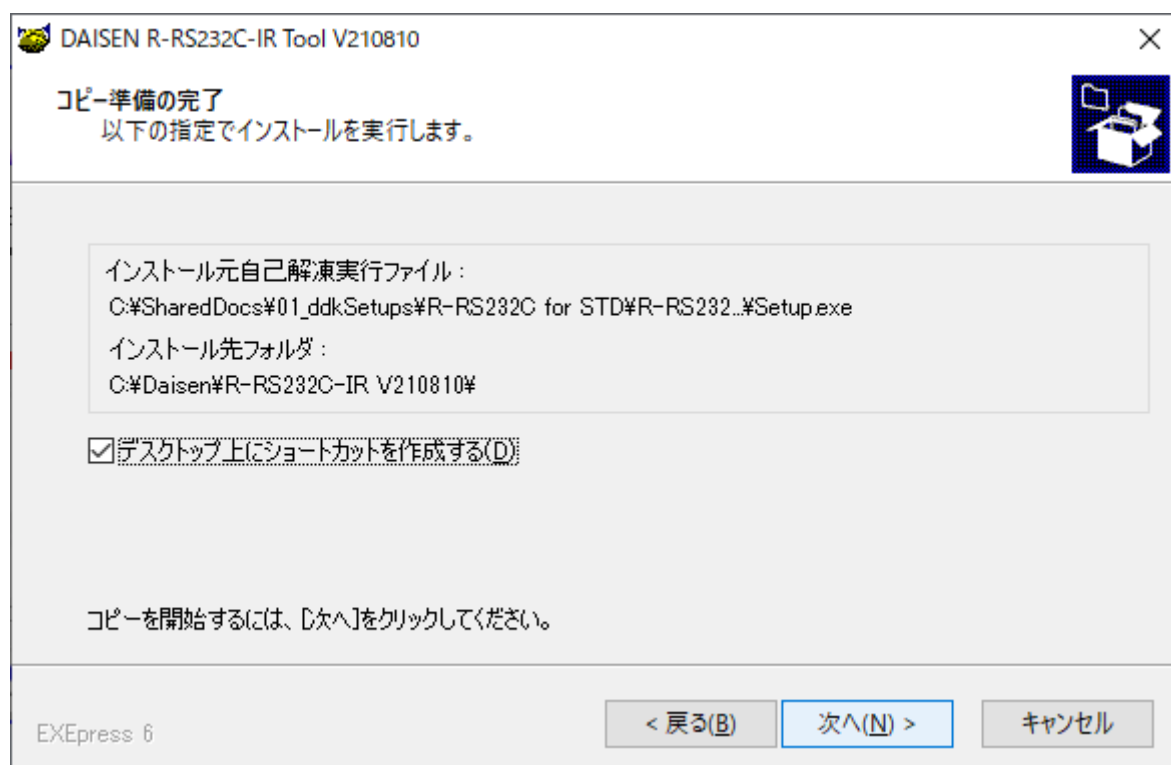 DAISEN R-RS232C-IR Tool V210810
コピー準備の完了
以下の指定でインストールを実行します。
インストール元自己解凍実行ファイル：
C:¥SharedDocs¥01_ddkSetups¥R-RS232C for STD¥R-RS232...¥Setup.exe
インストール先フォルダ：
C:¥Daisen¥R-RS232C-IR V210810¥
デスクトップ上にショートカットを作成する(D)
コピーを開始するには、[次へ]をクリックしてください。
EXEpress 6
< 戻る(B)
次へ(N) >
キャンセル